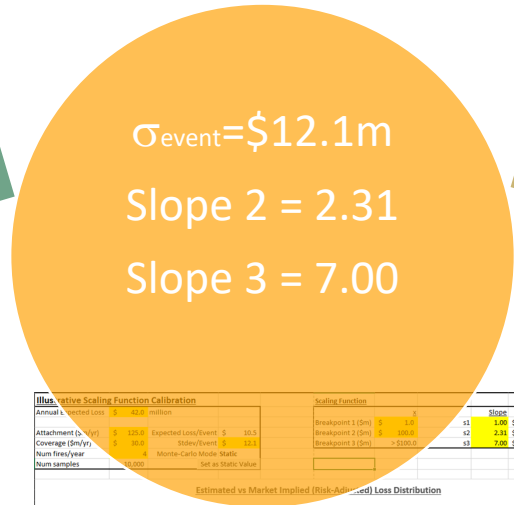 σevent=$12.1m
Slope 2 = 2.31
Slope 3 = 7.00
Illustrative Scaling Function Calibration
Annual Expected Loss $ 42.0 million
Attachment ($m/yr) $ 125.0 Expected Loss/Event $ 10.5
Coverage ($m/yr) $ 30.0 Stdev/Event $ 12.1
Num fires/year 4 Monte-Carlo Mode Static
Num samples 10,000 Set as Static Value
Scaling Function
x Slope
Breakpoint 1 ($m) $ 1.0 s1 1.00 $
Breakpoint 2 ($m) $ 100.0 s2 2.31 $
Breakpoint 3 ($m) > $100.0 s3 7.00 $
Estimated vs Market Implied (Risk-Adjusted) Loss Distribution